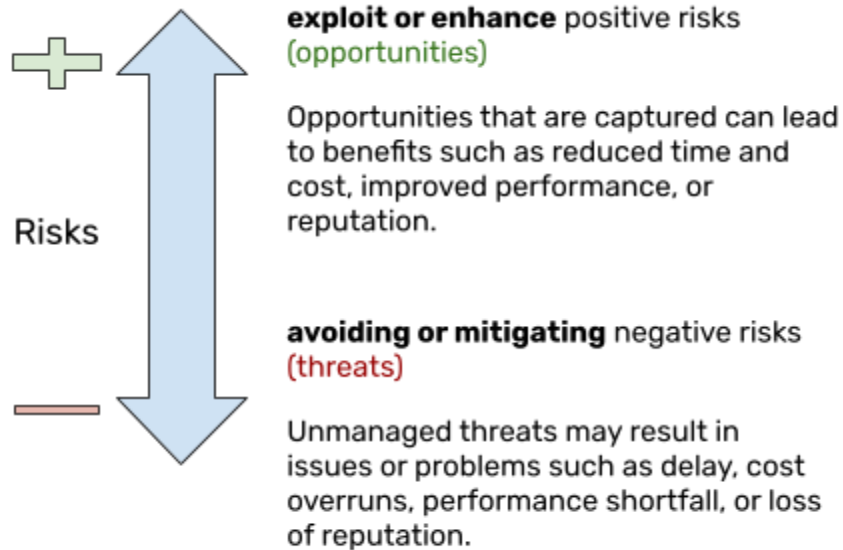 exploit or enhance positive risks
(opportunities)
Opportunities that are captured can lead
to benefits such as reduced time and
cost, improved performance, or
reputation.
Risks
avoiding or mitigating negative risks
(threats)
Unmanaged threats may result in
issues or problems such as delay, cost
overruns, performance shortfall, or loss
of reputation.